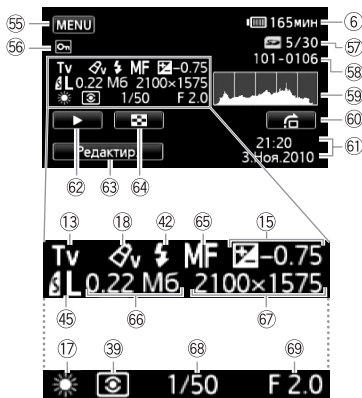 55 MENU 165мин 6
56 5/30 57
101-0106 58
Tv v MF -0.75
L 0.22 Мб 2100×1575 59
1/50 F 2.0
60
Редактир. 21:20
3.Ноя.2010 61
62 63 64
13 18 42 65 15
Tv v MF -0.75
L 0.22 Мб 2100×1575
45 66 67
17 39 68 69
1/50 F 2.0